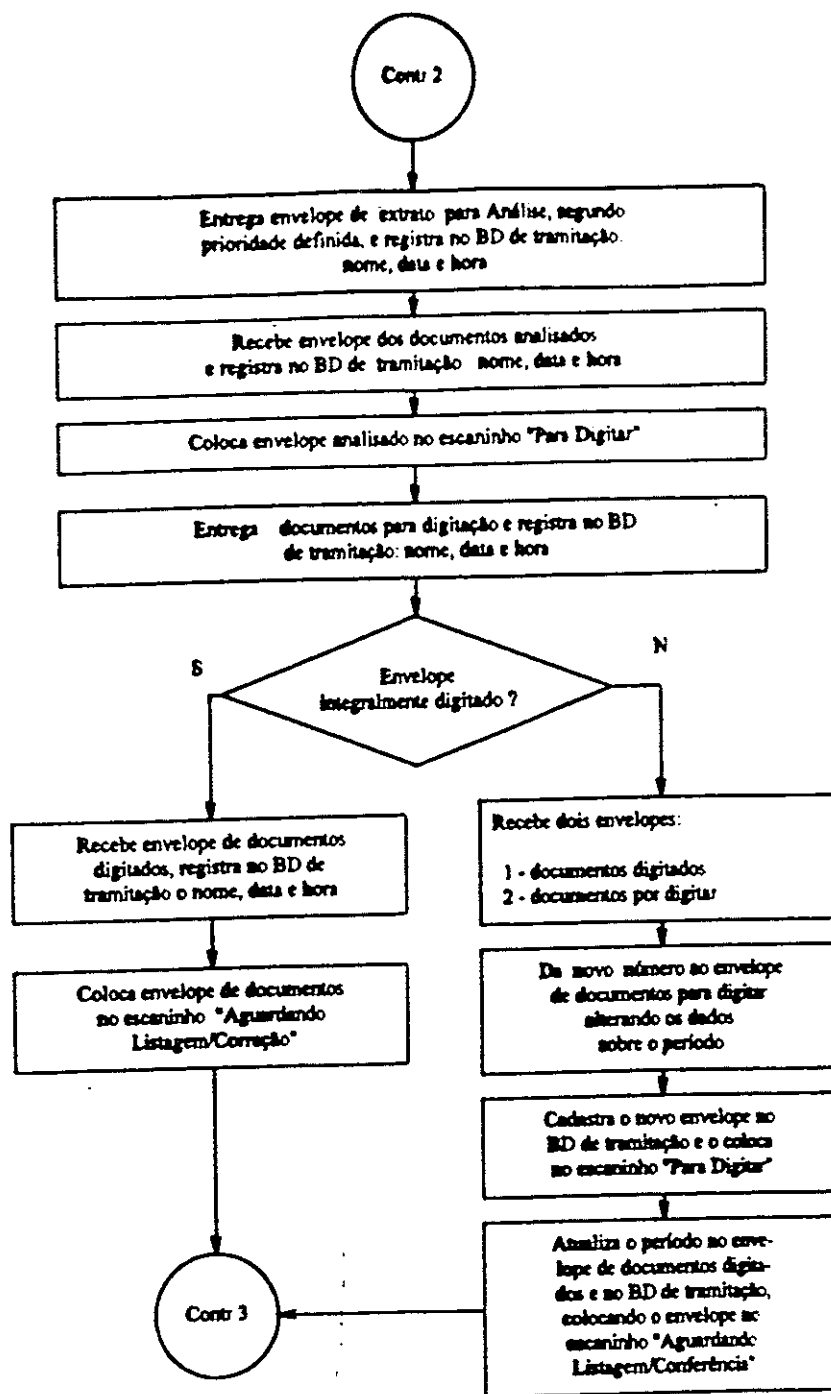 Contr 2
Entrega envelope de extrato para Análise, segundo
prioridade definida, e registra no BD de tramitação.
nome, data e hora
Recebe envelope dos documentos analisados
e registra no BD de tramitação nome, data e hora
Coloca envelope analisado no escaninho "Para Digitar"
Entrega documentos para digitação e registra no BD
de tramitação: nome, data e hora
S
N
Envelope
integralmente digitado ?
Recebe envelope de documentos
digitados, registra no BD de
tramitação o nome, data e hora
Coloca envelope de documentos
no escaninho "Aguardando
Listagem/Correção"
Recebe dois envelopes:
1 - documentos digitados
2 - documentos por digitar
Da novo número ao envelope
de documentos para digitar
alterando os dados
sobre o período
Cadastra o novo envelope no
BD de tramitação e o coloca
no escaninho "Para Digitar"
Atualiza o período no enve-
lope de documentos digita-
dos e no BD de tramitação,
colocando o envelope no
escaninho "Aguardando
Listagem/Conferência"
Contr 3